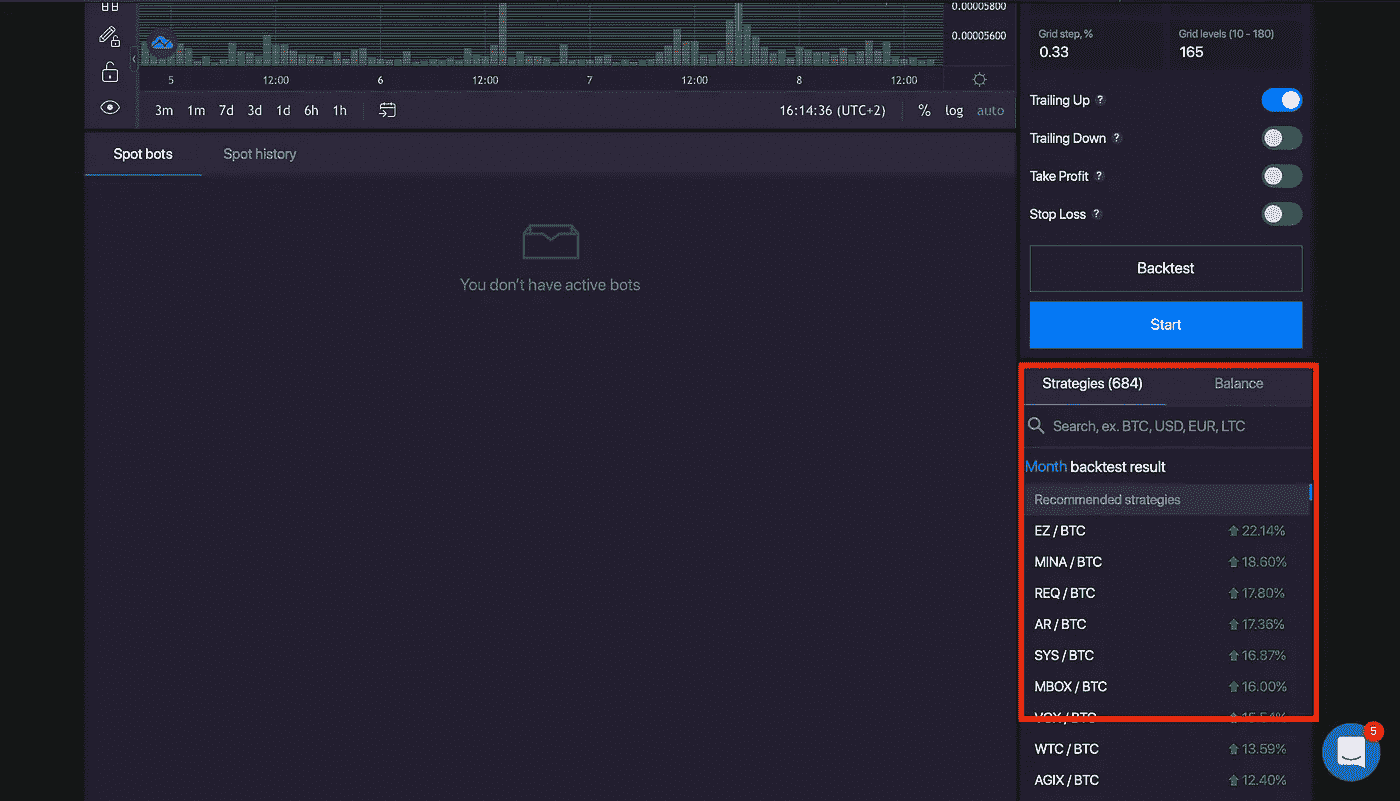 0.00005800
0.00005600
5 12:00 6 12:00 7 12:00 8 12:00
3m 1m 7d 3d 1d 6h 1h
16:14:36 (UTC+2) % log auto
Spot bots Spot history
You don't have active bots
Grid step, % Grid levels (10 - 180)
0.33 165
Trailing Up ?
Trailing Down ?
Take Profit ?
Stop Loss ?
Backtest
Start
Strategies (684) Balance
Search, ex. BTC, USD, EUR, LTC
Month backtest result
Recommended strategies
EZ / BTC 22.14%
MINA / BTC 18.60%
REQ / BTC 17.80%
AR / BTC 17.36%
SYS / BTC 16.87%
MBOX / BTC 16.00%
WTC / BTC 13.59%
AGIX / BTC 12.40%
5